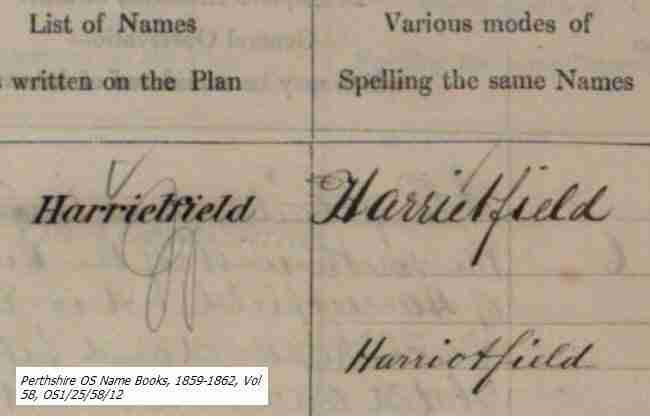 List of Names
written on the Plan
Various modes of
Spelling the same Names
Harrietfield
Harrietfield
Harriotfield
Perthshire OS Name Books, 1859-1862, Vol
58, OS1/25/58/12